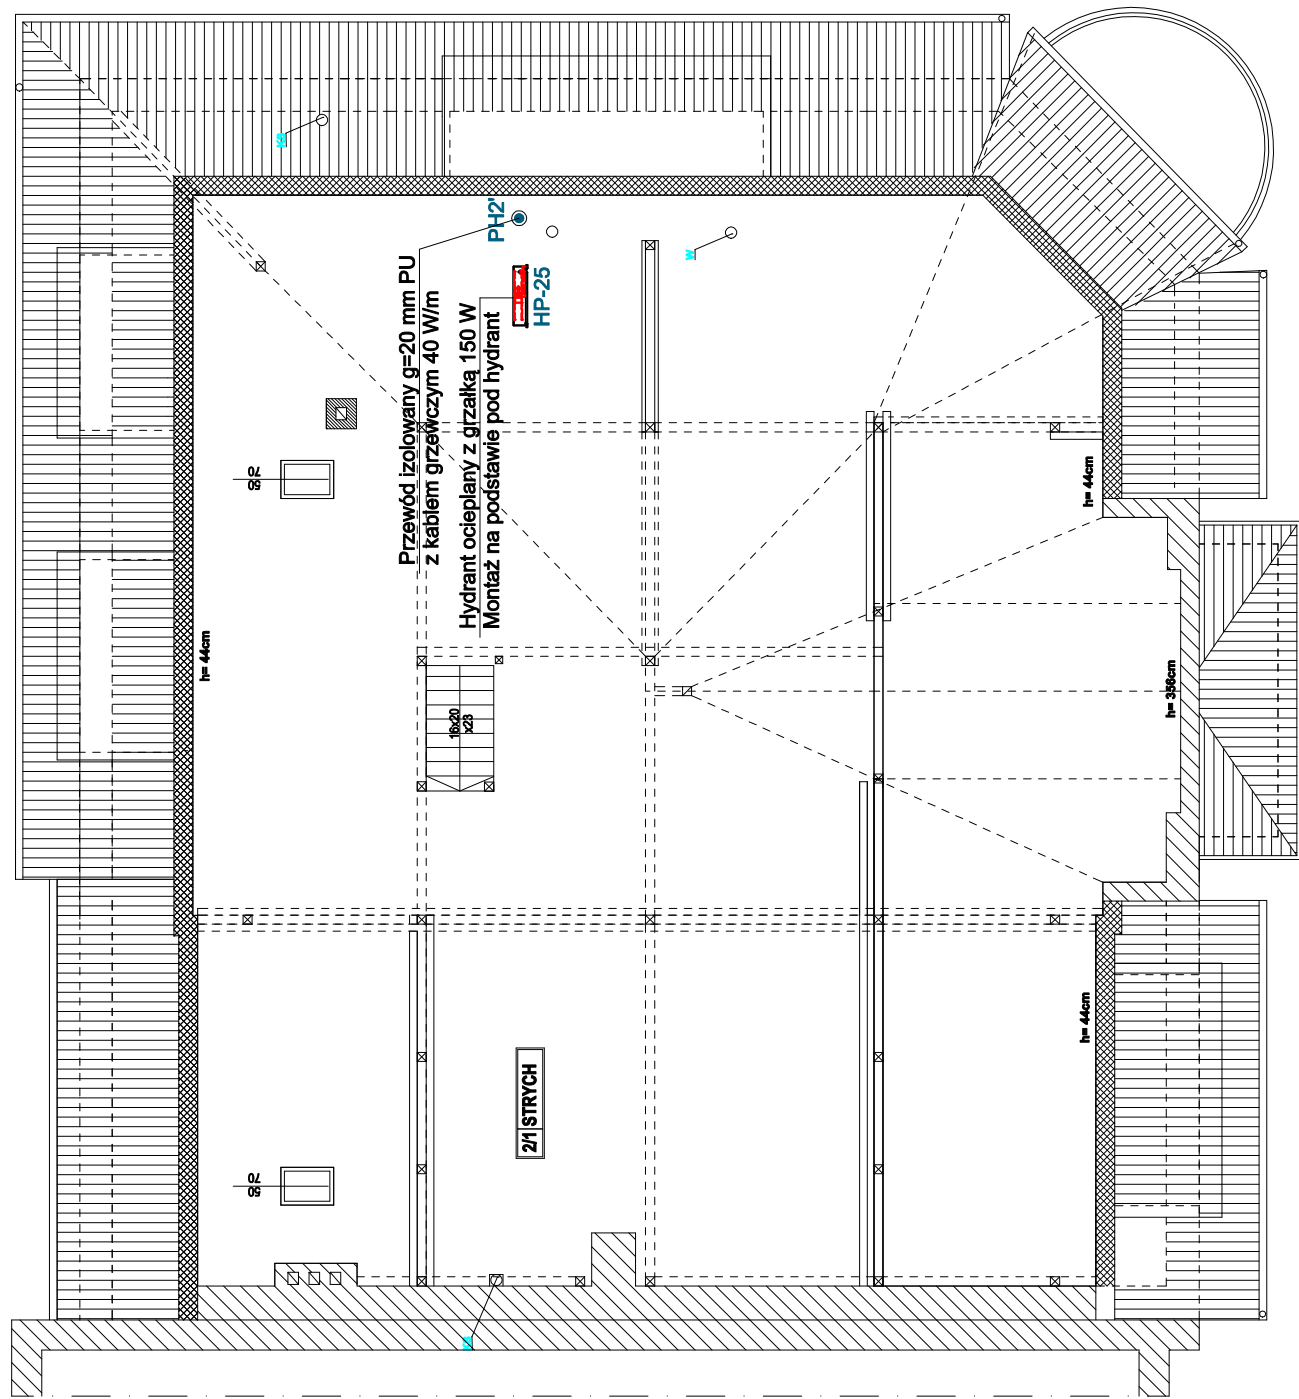 PH2'
HP-25
Przewód izolowany g=20 mm PU
z kablem grzewczym 40 W/m
Hydrant ocieplany z grzałką 150 W
Montaż na podstawie pod hydrant
W
50
70
h= 44cm
h= 44cm
h= 356cm
16x20
x23
h= 44cm
2/1 STRYCH
50
70